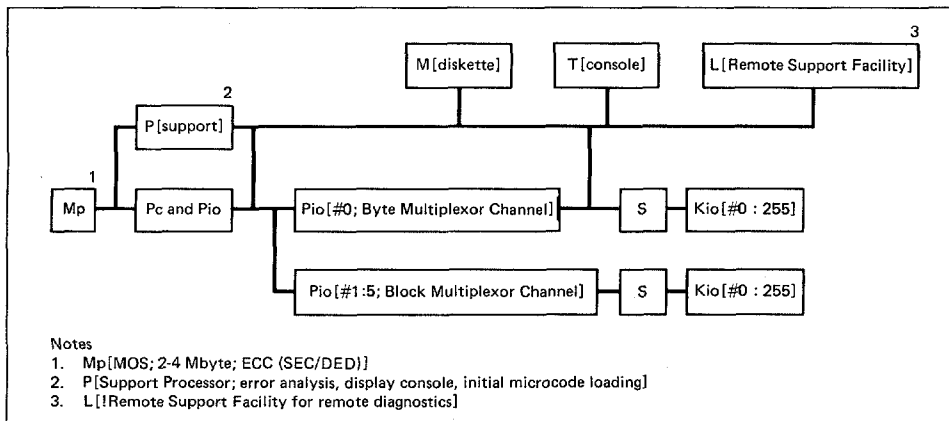 3
M[diskette]
T[console]
L[Remote Support Facility]
2
P[support]
1
Mp
Pc and Pio
Pio[#0; Byte Multiplexor Channel]
S
Kio[#0 : 255]
Pio[#1:5; Block Multiplexor Channel]
S
Kio[#0 : 255]
Notes
1. Mp[MOS; 2-4 Mbyte; ECC (SEC/DED)]
2. P[Support Processor; error analysis, display console, initial microcode loading]
3. L[!Remote Support Facility for remote diagnostics]